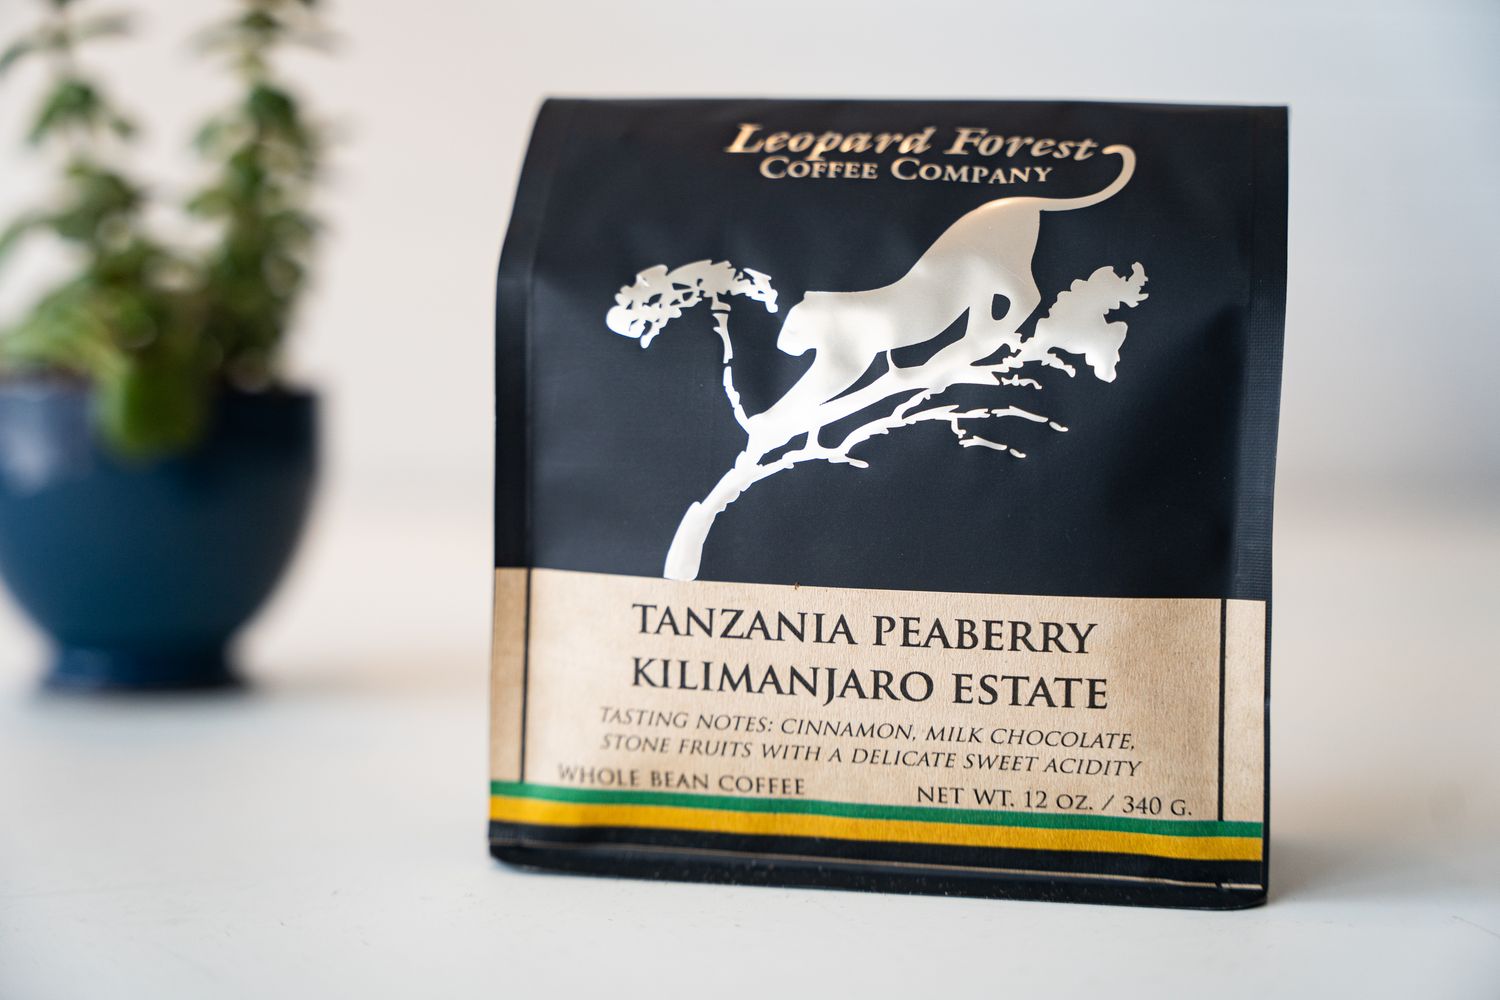 Leopard Forest
COFFEE COMPANY
TANZANIA PEABERRY
KILIMANJARO ESTATE
TASTING NOTES: CINNAMON, MILK CHOCOLATE,
STONE FRUITS WITH A DELICATE SWEET ACIDITY
WHOLE BEAN COFFEE
NET WT. 12 OZ. / 340 G.